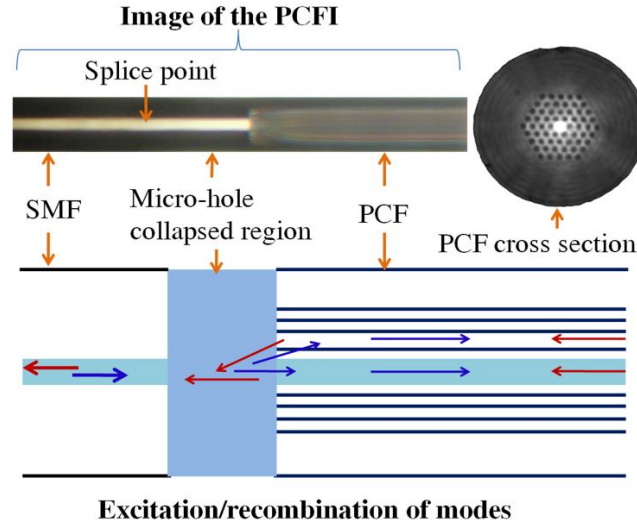 Image of the PCFI
Splice point
SMF
Micro-hole
collapsed region
PCF
PCF cross section
Excitation/recombination of modes